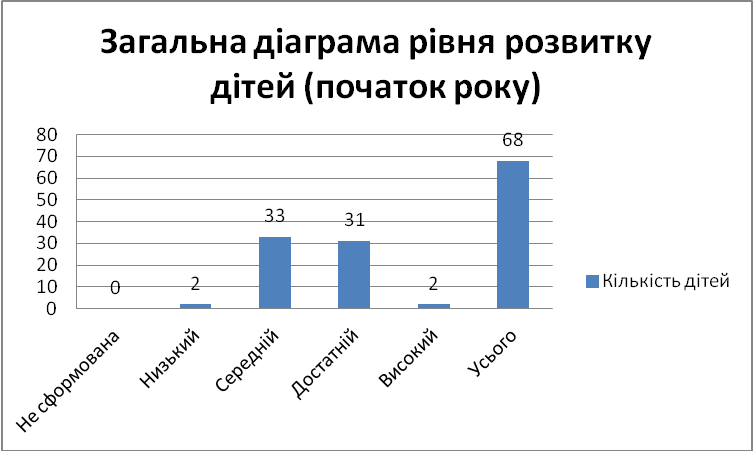 Загальна діаграма рівня розвитку
дітей (початок року)
80
70
60
50
40
30
20
10
0
0
2
33
31
2
68
Не сформована
Низький
Середній
Достатній
Високий
Усього
Кількість дітей